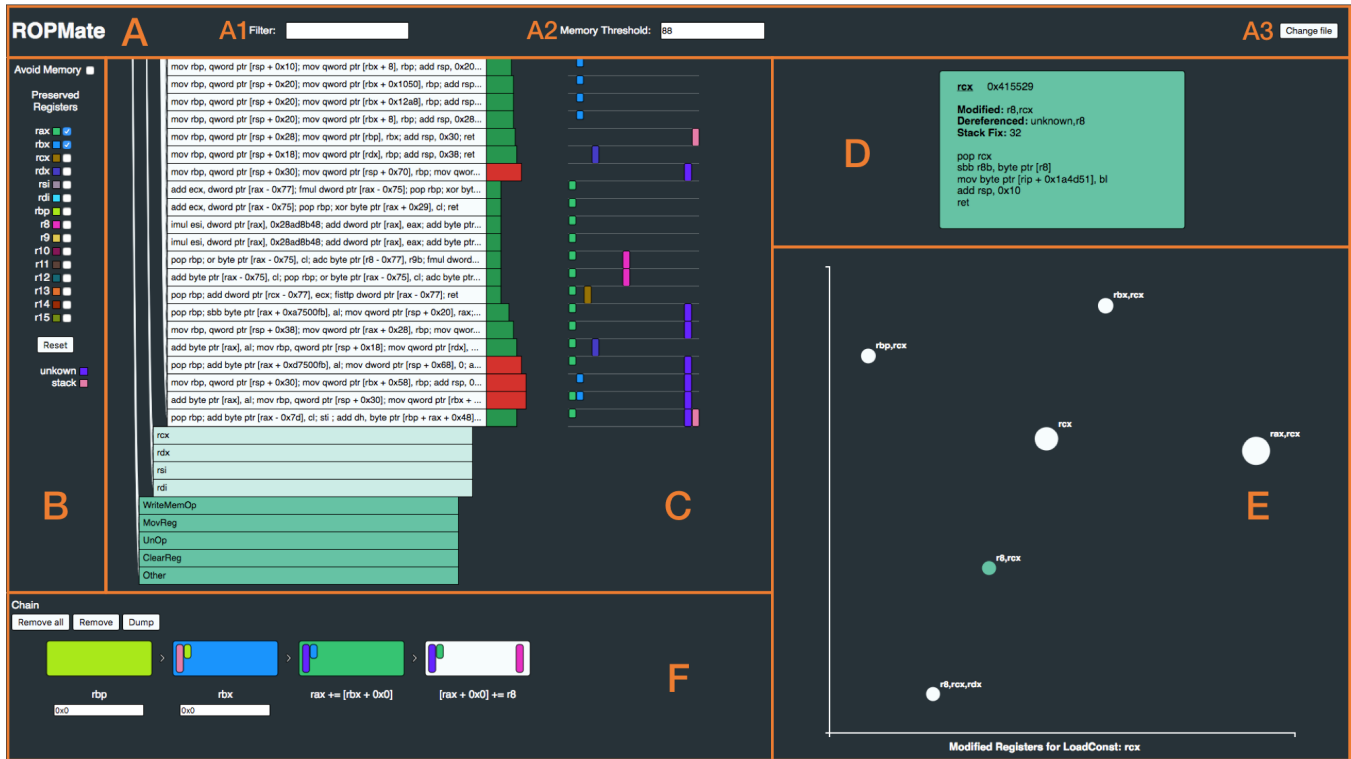 ROPMate A A1 Filter: A2 Memory Threshold: 88 A3 Change file
Avoid Memory
Preserved
Registers
rax
rbx
rcx
rdx
rsi
rdi
rbp
r8
r9
r10
r11
r12
r13
r14
r15
Reset
unkown
stack
B
mov rbp, qword ptr [rsp + 0x10]; mov qword ptr [rbx + 8], rbp; add rsp, 0x20...
mov rbp, qword ptr [rsp + 0x20]; mov qword ptr [rbx + 0x1050], rbp; add rsp...
mov rbp, qword ptr [rsp + 0x20]; mov qword ptr [rbx + 0x12a8], rbp; add rsp...
mov rbp, qword ptr [rsp + 0x20]; mov qword ptr [rbx + 8], rbp; add rsp, 0x28...
mov rbp, qword ptr [rsp + 0x28]; mov qword ptr [rbp], rbx; add rsp, 0x30; ret
mov rbp, qword ptr [rsp + 0x18]; mov qword ptr [rdx], rbp; add rsp, 0x38; ret
mov rbp, qword ptr [rsp + 0x30]; mov qword ptr [rsp + 0x70], rbp; mov qwor...
add ecx, dword ptr [rax - 0x77]; fmul dword ptr [rax - 0x75]; pop rbp; xor byt...
add ecx, dword ptr [rax - 0x75]; pop rbp; xor byte ptr [rax + 0x29], cl; ret
imul esi, dword ptr [rax], 0x28ad8b48; add dword ptr [rax], eax; add byte ptr...
imul esi, dword ptr [rax], 0x28ad8b48; add dword ptr [rax], eax; add byte ptr...
pop rbp; or byte ptr [rax - 0x75], cl; adc byte ptr [r8 - 0x77], r9b; fmul dword...
add byte ptr [rax - 0x75], cl; pop rbp; or byte ptr [rax - 0x75], cl; adc byte ptr...
pop rbp; add dword ptr [rcx - 0x77], ecx; fisttp dword ptr [rax - 0x77]; ret
pop rbp; sbb byte ptr [rax + 0xa7500fb], al; mov qword ptr [rsp + 0x20], rax;...
mov rbp, qword ptr [rsp + 0x38]; mov qword ptr [rax + 0x28], rbp; mov qwor...
add byte ptr [rax], al; mov rbp, qword ptr [rsp + 0x18]; mov qword ptr [rdx], ...
pop rbp; add byte ptr [rax + 0xd7500fb], al; mov dword ptr [rsp + 0x68], 0; a...
mov rbp, qword ptr [rsp + 0x30]; mov qword ptr [rbx + 0x58], rbp; add rsp, 0...
add byte ptr [rax], al; mov rbp, qword ptr [rsp + 0x30]; mov qword ptr [rbx + ...
pop rbp; add byte ptr [rax - 0x7d], cl; sti ; add dh, byte ptr [rbp + rax + 0x48]...
rcx
rdx
rsi
rdi
WriteMemOp
MovReg
UnOp
ClearReg
Other
C
D
rcx 0x415529
Modified: r8,rcx
Dereferenced: unknown,r8
Stack Fix: 32
pop rcx
sbb r8b, byte ptr [r8]
mov byte ptr [rip + 0x1a4d51], bl
add rsp, 0x10
ret
rbx,rcx
rbp,rcx
rcx
rax,rcx
E
r8,rcx
r8,rcx,rdx
Modified Registers for LoadConst: rcx
Chain
Remove all Remove Dump
> > >
F
rbp rbx rax += [rbx + 0x0] [rax + 0x0] += r8
0x0 0x0